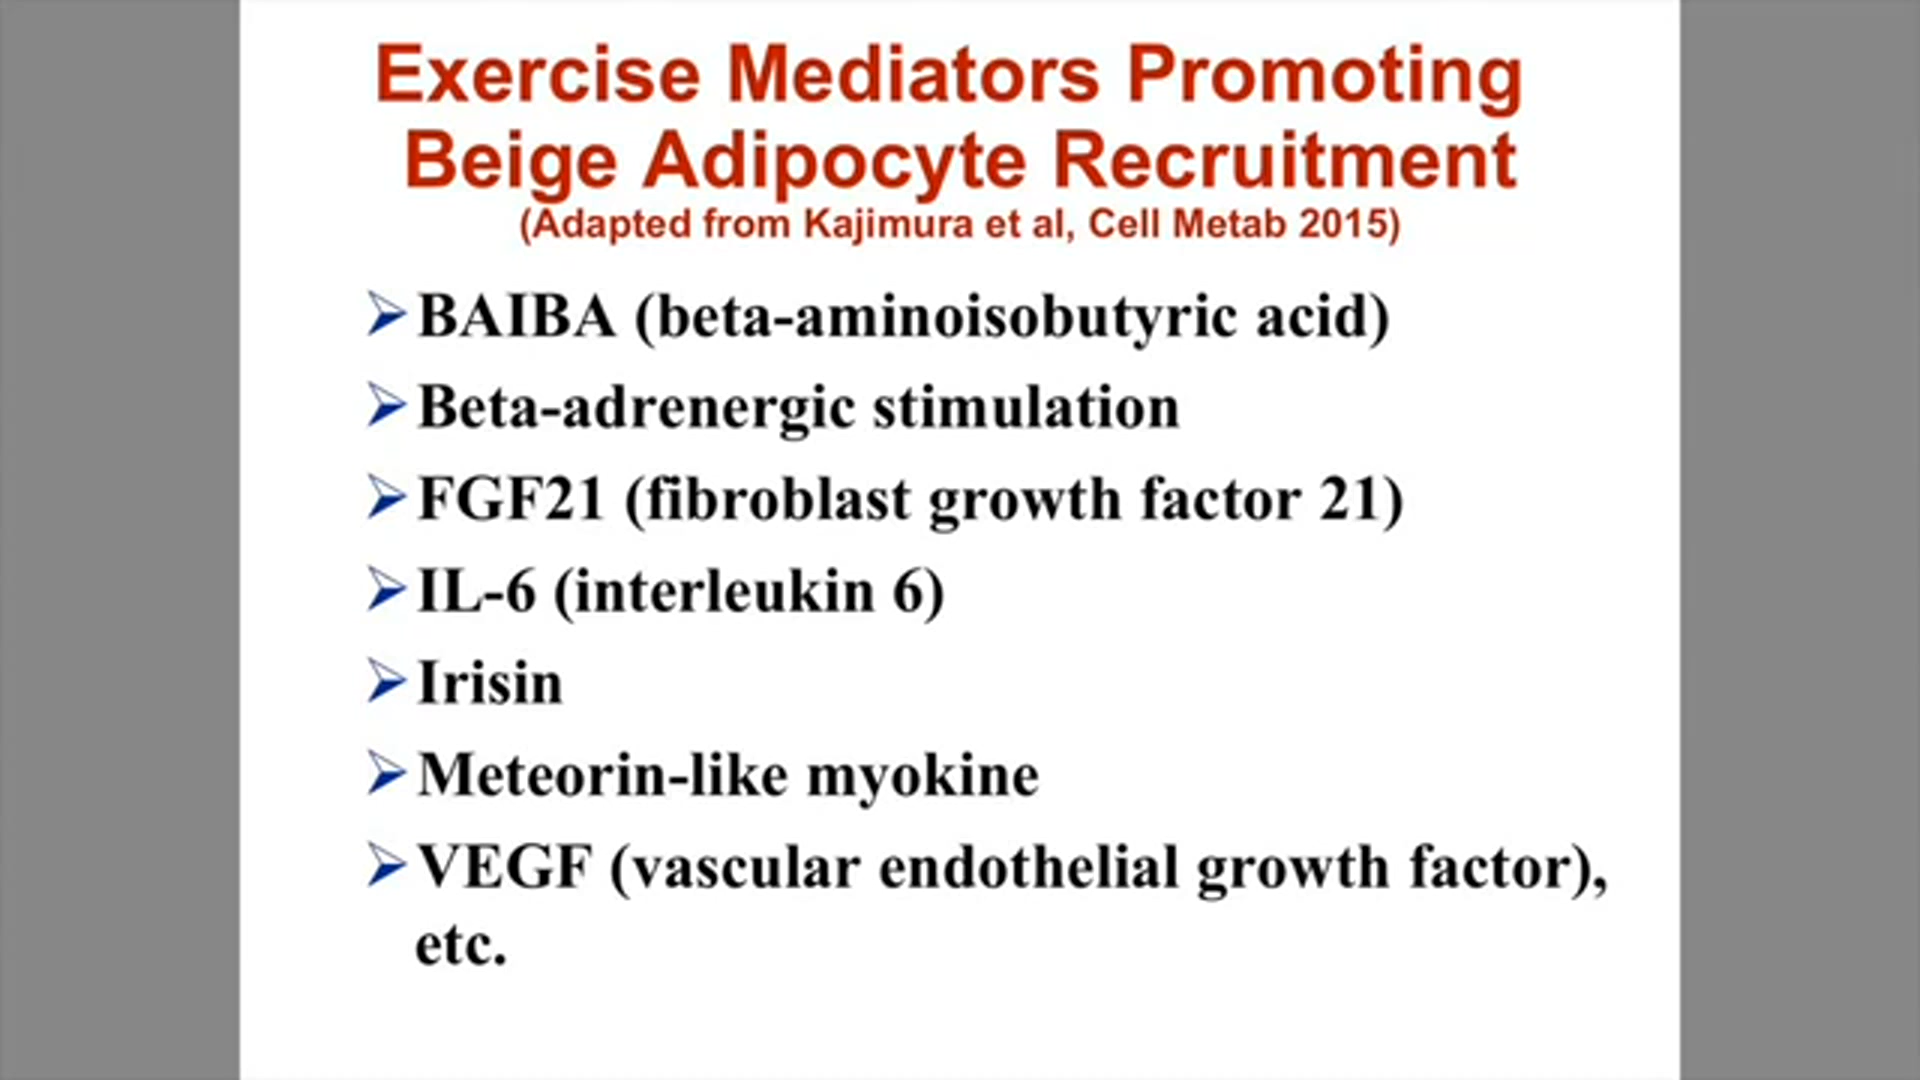 Exercise Mediators Promoting
Beige Adipocyte Recruitment
(Adapted from Kajimura et al, Cell Metab 2015)
BAIBA (beta-aminoisobutyric acid)
Beta-adrenergic stimulation
FGF21 (fibroblast growth factor 21)
IL-6 (interleukin 6)
Irisin
Meteorin-like myokine
VEGF (vascular endothelial growth factor),
etc.